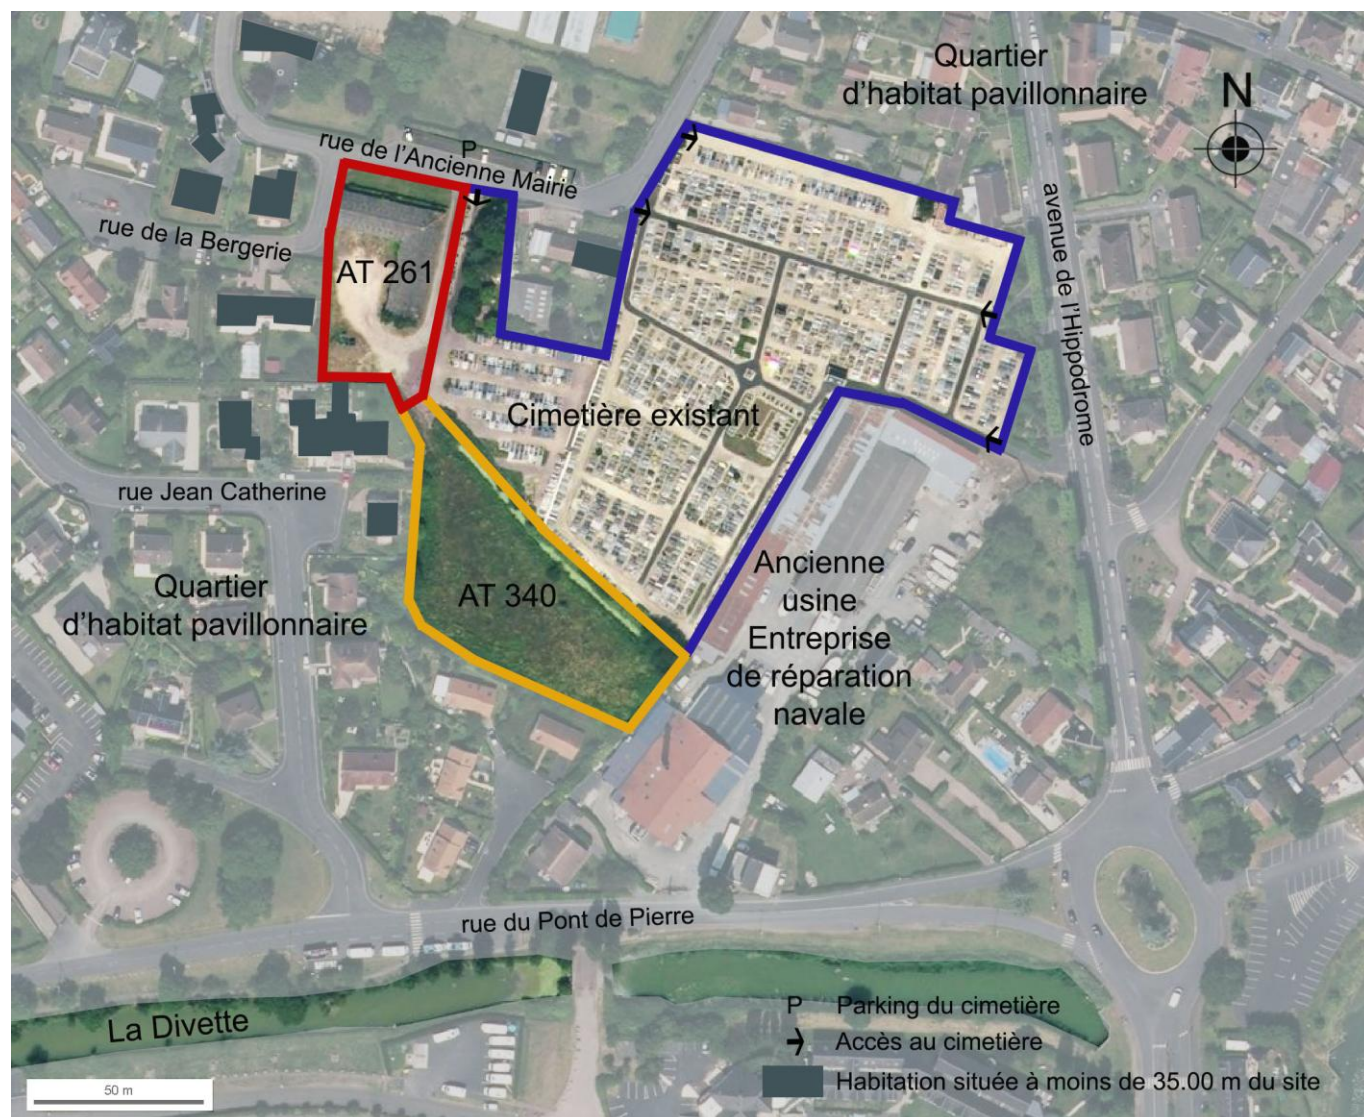 Quartier
d'habitat pavillonnaire
N
P
rue de l'Ancienne Mairie
rue de la Bergerie
AT 261
avenue de l'Hippodrome
Cimetière existant
rue Jean Catherine
Quartier
d'habitat pavillonnaire
AT 340
Ancienne
usine
Entreprise
de réparation
navale
rue du Pont de Pierre
La Divette
P Parking du cimetière
Accès au cimetière
Habitation située à moins de 35.00 m du site
50 m